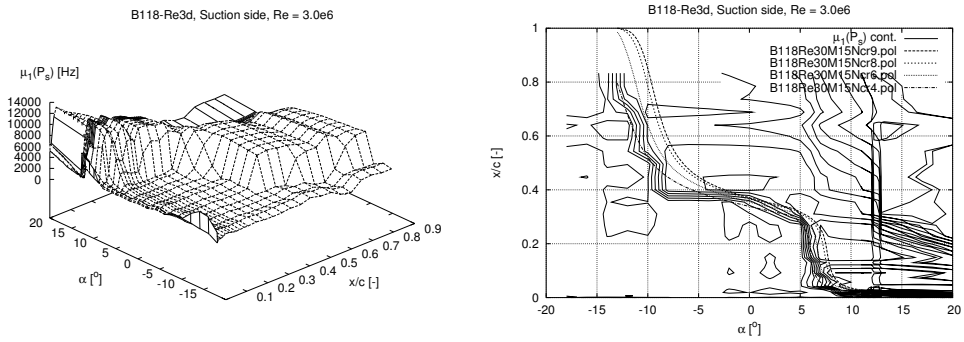 B118-Re3d, Suction side, Re = 3.0e6
μ1(Ps) [Hz]
14000
12000
10000
8000
6000
4000
2000
0
20
15
10
5
0
-5
-10
-15
α [o]
0.1
0.2
0.3
0.4
0.5
0.6
0.7
0.8
0.9
x/c [-]
B118-Re3d, Suction side, Re = 3.0e6
μ1(Ps) cont.
B118Re30M15Ncr9.pol
B118Re30M15Ncr8.pol
B118Re30M15Ncr6.pol
B118Re30M15Ncr4.pol
1
0.8
0.6
0.4
0.2
0
x/c [-]
-20 -15 -10 -5 0 5 10 15 20
α [o]